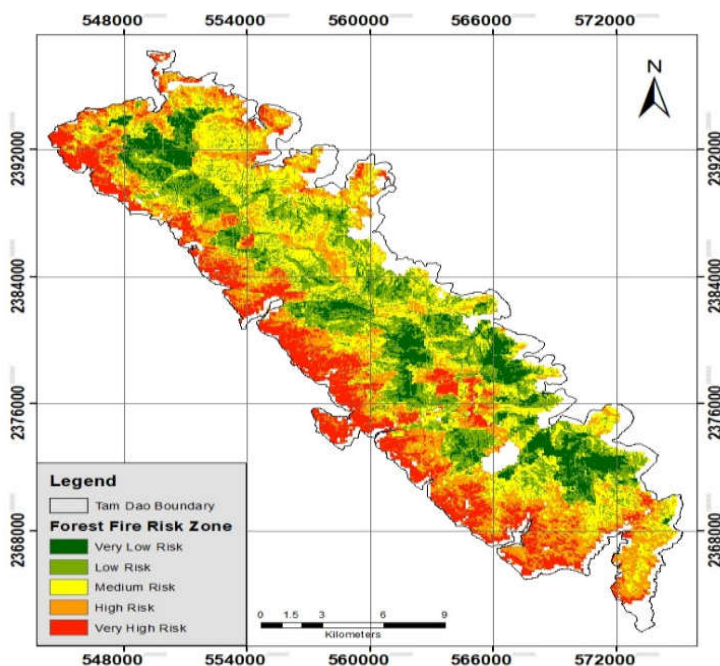 548000 554000 560000 566000 572000
N
2392000 2392000
2384000 2384000
2376000 2376000
2368000 2368000
Legend
Tam Dao Boundary
Forest Fire Risk Zone
Very Low Risk
Low Risk
Medium Risk
High Risk
Very High Risk
0 1.5 3 6 9
Kilometers
548000 554000 560000 566000 572000